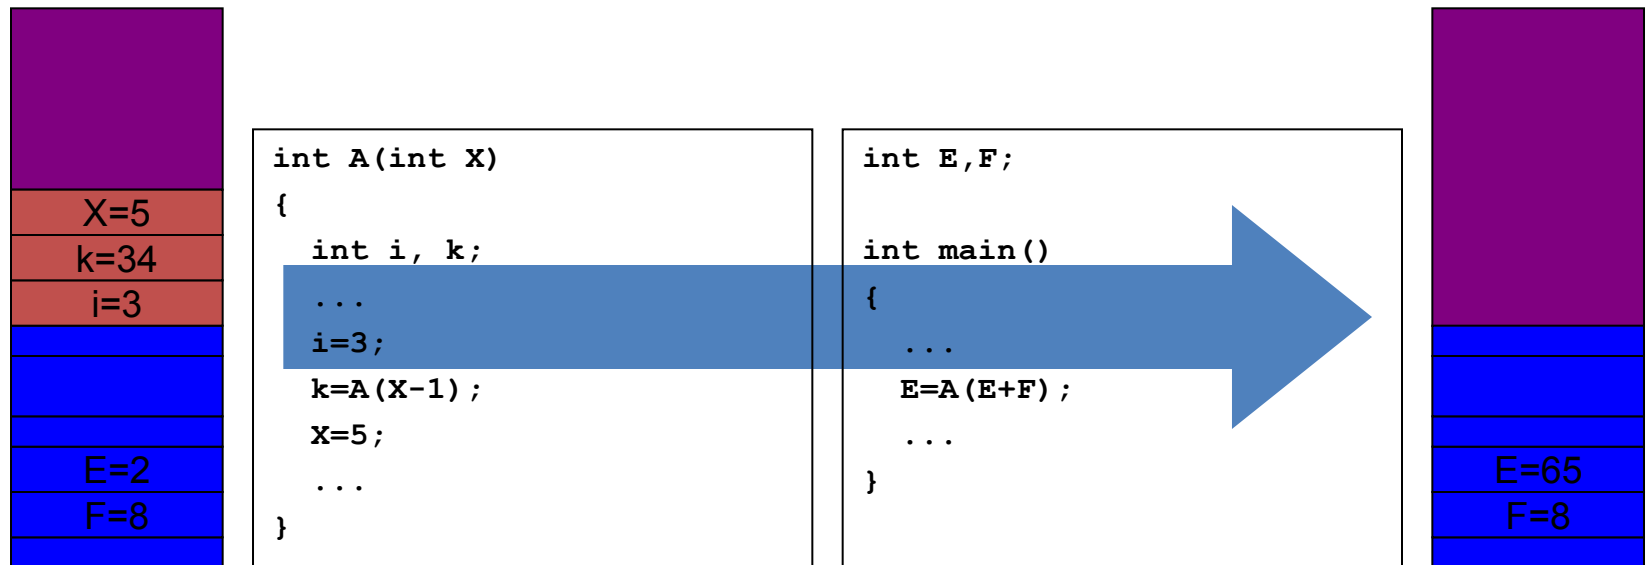 X=5
k=34
i=3
E=2
F=8
int A(int X)
{
  int i, k;
  ...
  i=3;
  k=A(X-1);
  X=5;
  ...
}
int E,F;
int main()
{
  ...
  E=A(E+F);
  ...
}
E=65
F=8